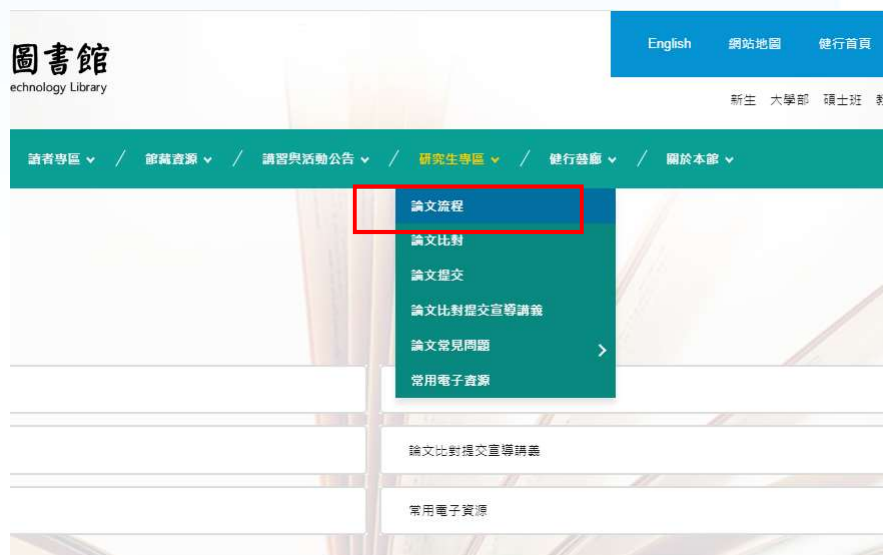 English 網站地圖 健行首頁
圖書館
echnology Library
新生 大學部 碩士班
讀者專區 / 館藏資源 / 講習與活動公告 / 研究生專區 / 健行藝廊 / 關於本館
論文流程
論文比對
論文提交
論文比對提交宣導講義
論文常見問題
常用電子資源
論文比對提交宣導講義
常用電子資源